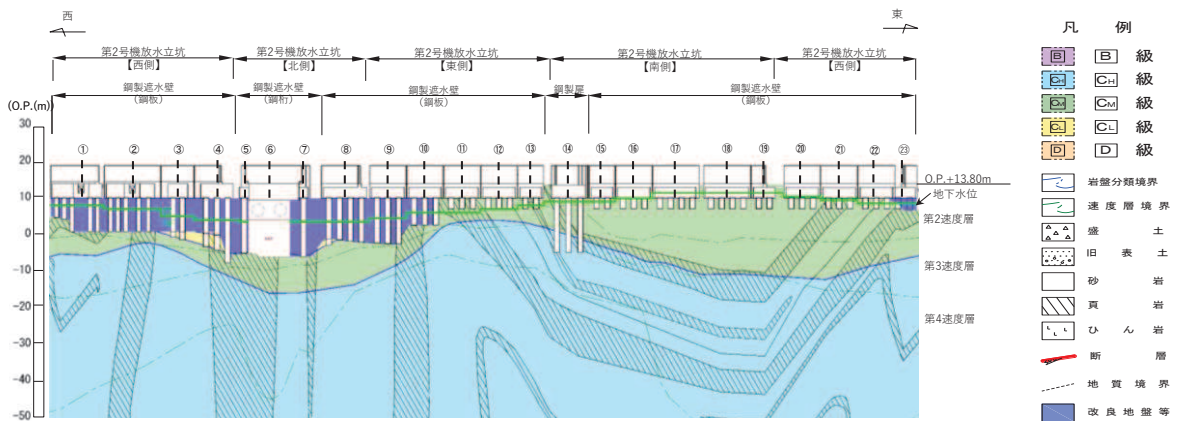 西
東
第2号機放水立坑
【西側】
第2号機放水立坑
【北側】
第2号機放水立坑
【東側】
第2号機放水立坑
【南側】
第2号機放水立坑
【西側】
鋼製遮水壁
(鋼板)
鋼製遮水壁
(鋼桁)
鋼製遮水壁
(鋼板)
鋼製扉
鋼製遮水壁
(鋼板)
(O.P.(m))
30
20
10
0
-10
-20
-30
-40
-50
① ② ③ ④ ⑤ ⑥ ⑦ ⑧ ⑨ ⑩ ⑪ ⑫ ⑬ ⑭ ⑮ ⑯ ⑰ ⑱ ⑲ ⑳ ㉑ ㉒ ㉓
O.P.+13.80m
地下水位
第2速度層
第3速度層
第4速度層
凡 例
B B 級
CH CH 級
CM CM 級
CL CL 級
D D 級
岩盤分類境界
速度層境界
盛土
旧表土
砂岩
頁岩
ひん岩
断層
地質境界
改良地盤等